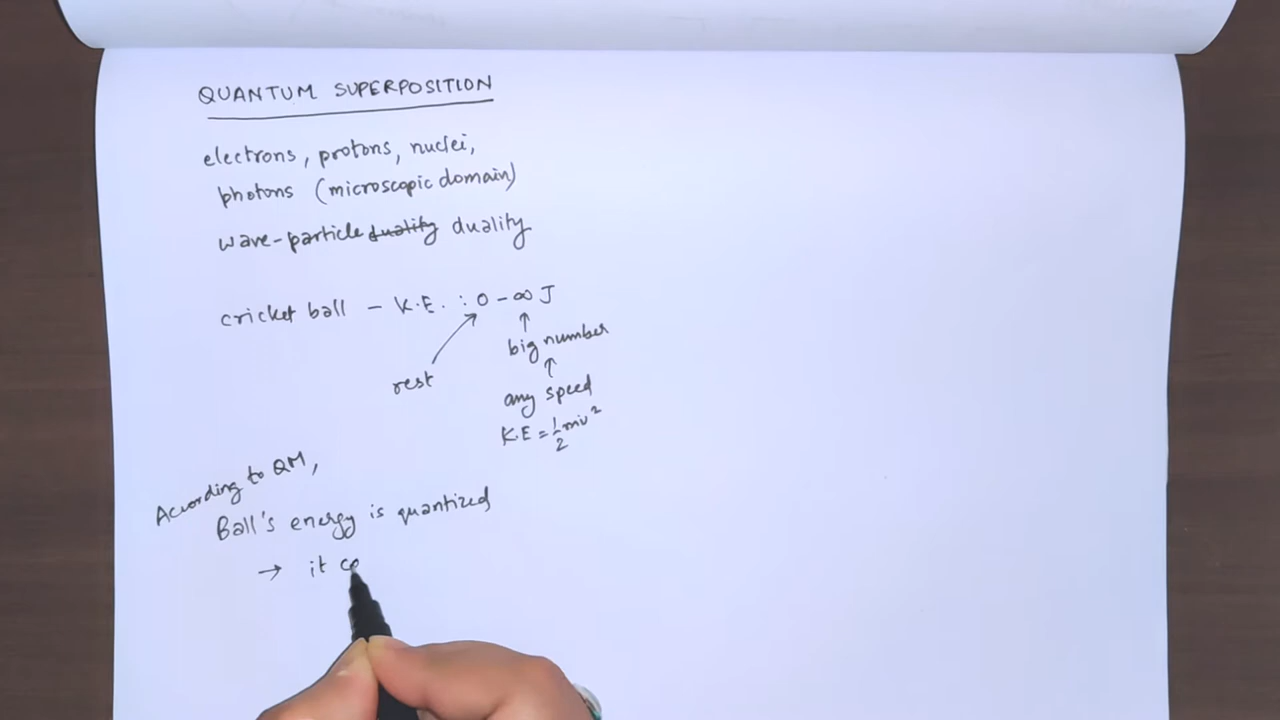 QUANTUM SUPERPOSITION
electrons, protons, nuclei,
photons (microscopic domain)
wave-particle duality duality
cricket ball – K.E. : 0 – ∞ J
big number
rest
any speed
K.E = 1/2 mv²
According to QM,
Ball's energy is quantized
→ it co